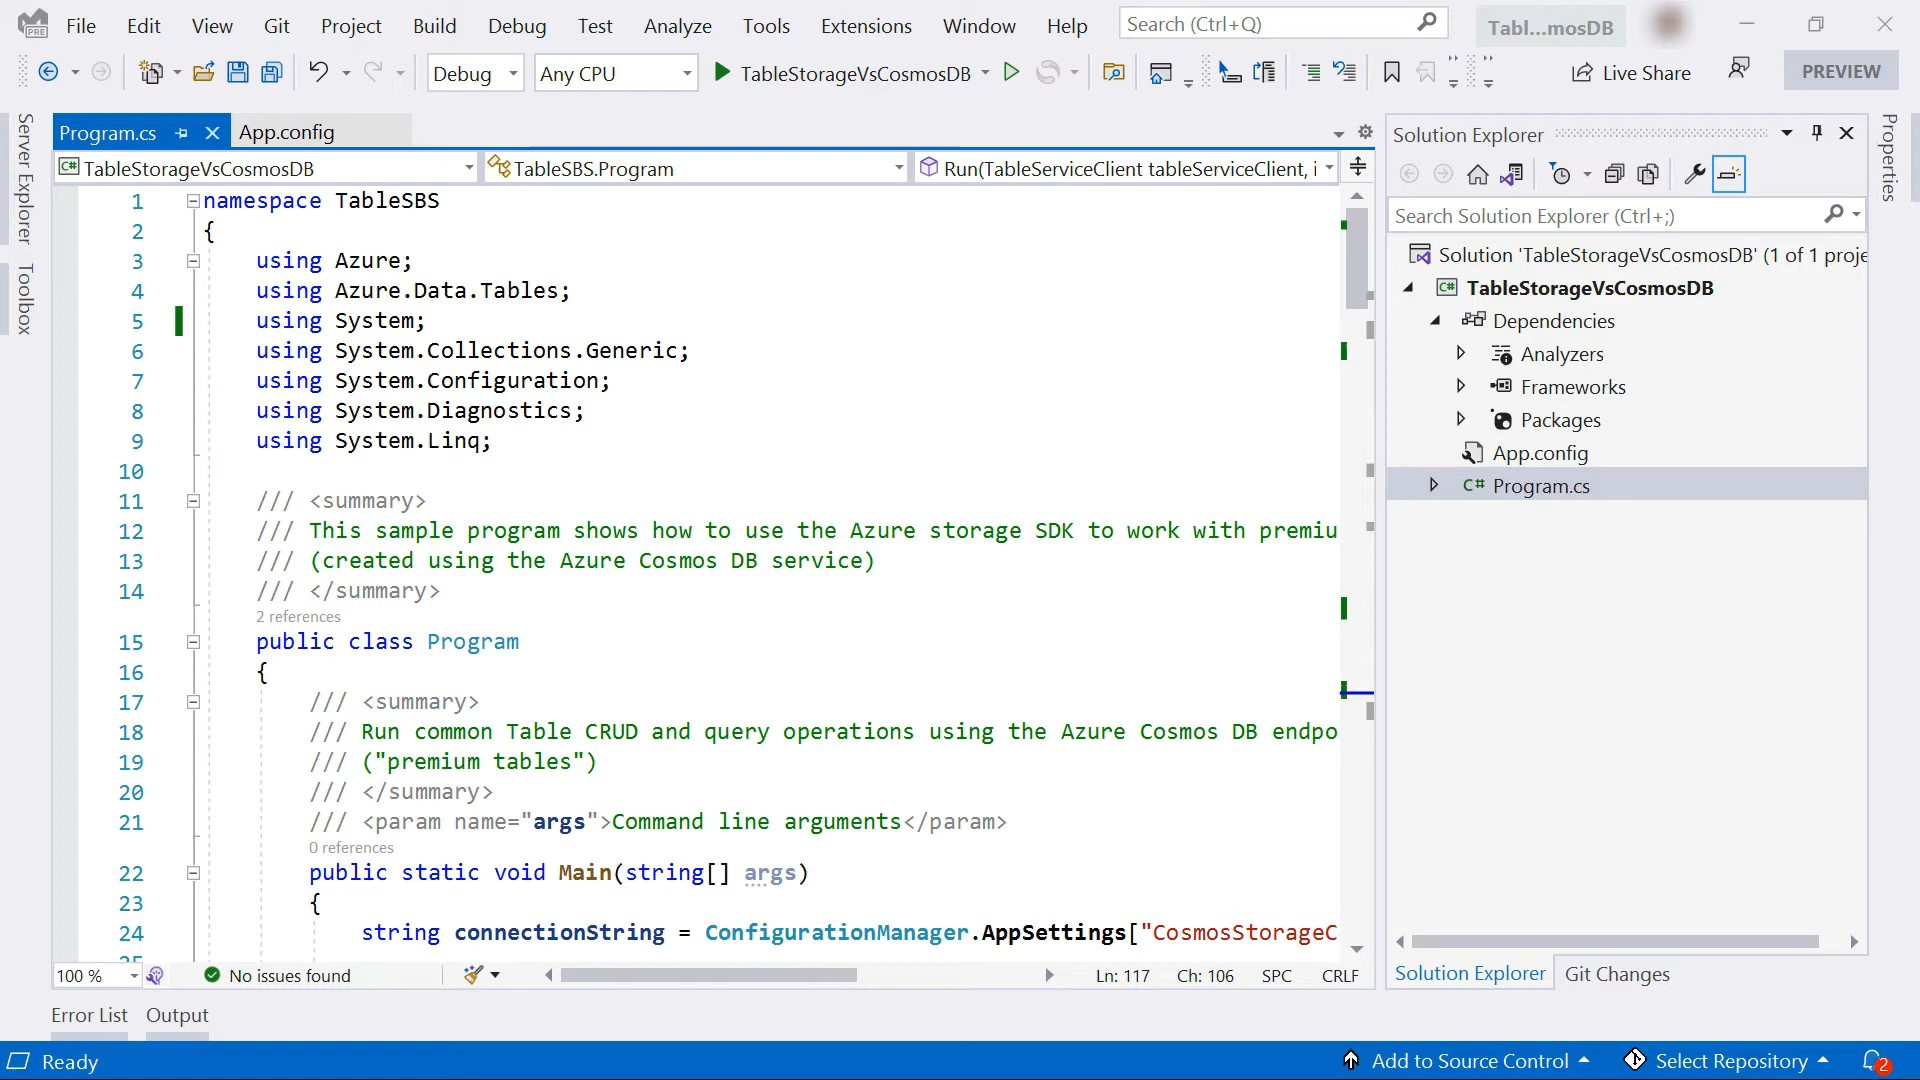 File Edit View Git Project Build Debug Test Analyze Tools Extensions Window Help Search (Ctrl+Q) Tabl...mosDB
PRE
Debug Any CPU TableStorageVsCosmosDB Live Share PREVIEW
Server Explorer
Toolbox
Program.cs App.config
TableStorageVsCosmosDB TableSBS.Program Run(TableServiceClient tableServiceClient, i
1 namespace TableSBS
2 {
3 using Azure;
4 using Azure.Data.Tables;
5 using System;
6 using System.Collections.Generic;
7 using System.Configuration;
8 using System.Diagnostics;
9 using System.Linq;
10
11 /// <summary>
12 /// This sample program shows how to use the Azure storage SDK to work with premiu
13 /// (created using the Azure Cosmos DB service)
14 /// </summary>
2 references
15 public class Program
16 {
17 /// <summary>
18 /// Run common Table CRUD and query operations using the Azure Cosmos DB endpo
19 /// ("premium tables")
20 /// </summary>
21 /// <param name="args">Command line arguments</param>
0 references
22 public static void Main(string[] args)
23 {
24 string connectionString = ConfigurationManager.AppSettings["CosmosStorageC
100 % No issues found Ln: 117 Ch: 106 SPC CRLF
Solution Explorer
Search Solution Explorer (Ctrl+;)
Solution 'TableStorageVsCosmosDB' (1 of 1 proje
C# TableStorageVsCosmosDB
Dependencies
Analyzers
Frameworks
Packages
App.config
C# Program.cs
Solution Explorer Git Changes
Properties
Error List Output
Ready Add to Source Control Select Repository 2